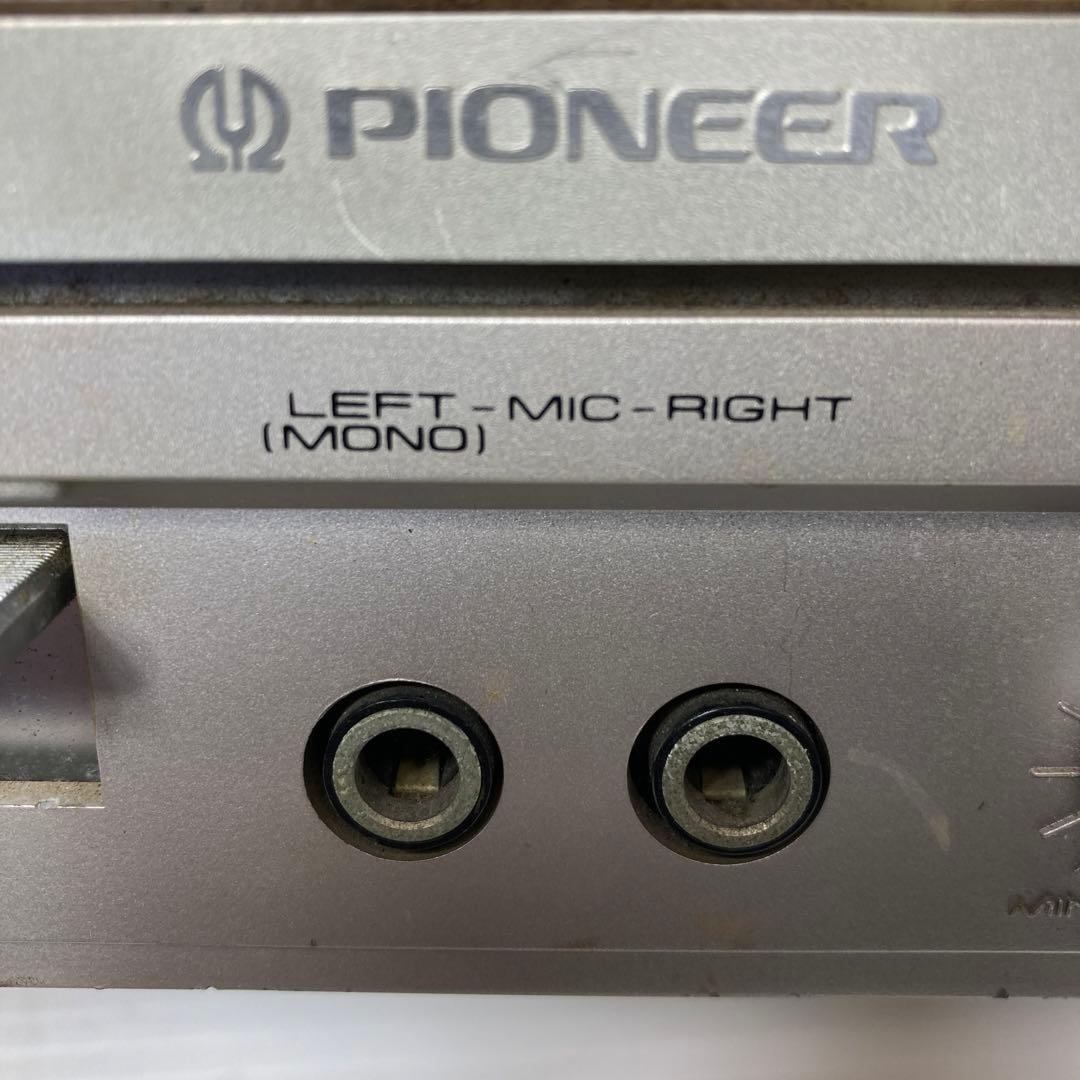 PIONEER
LEFT - MIC - RIGHT
(MONO)